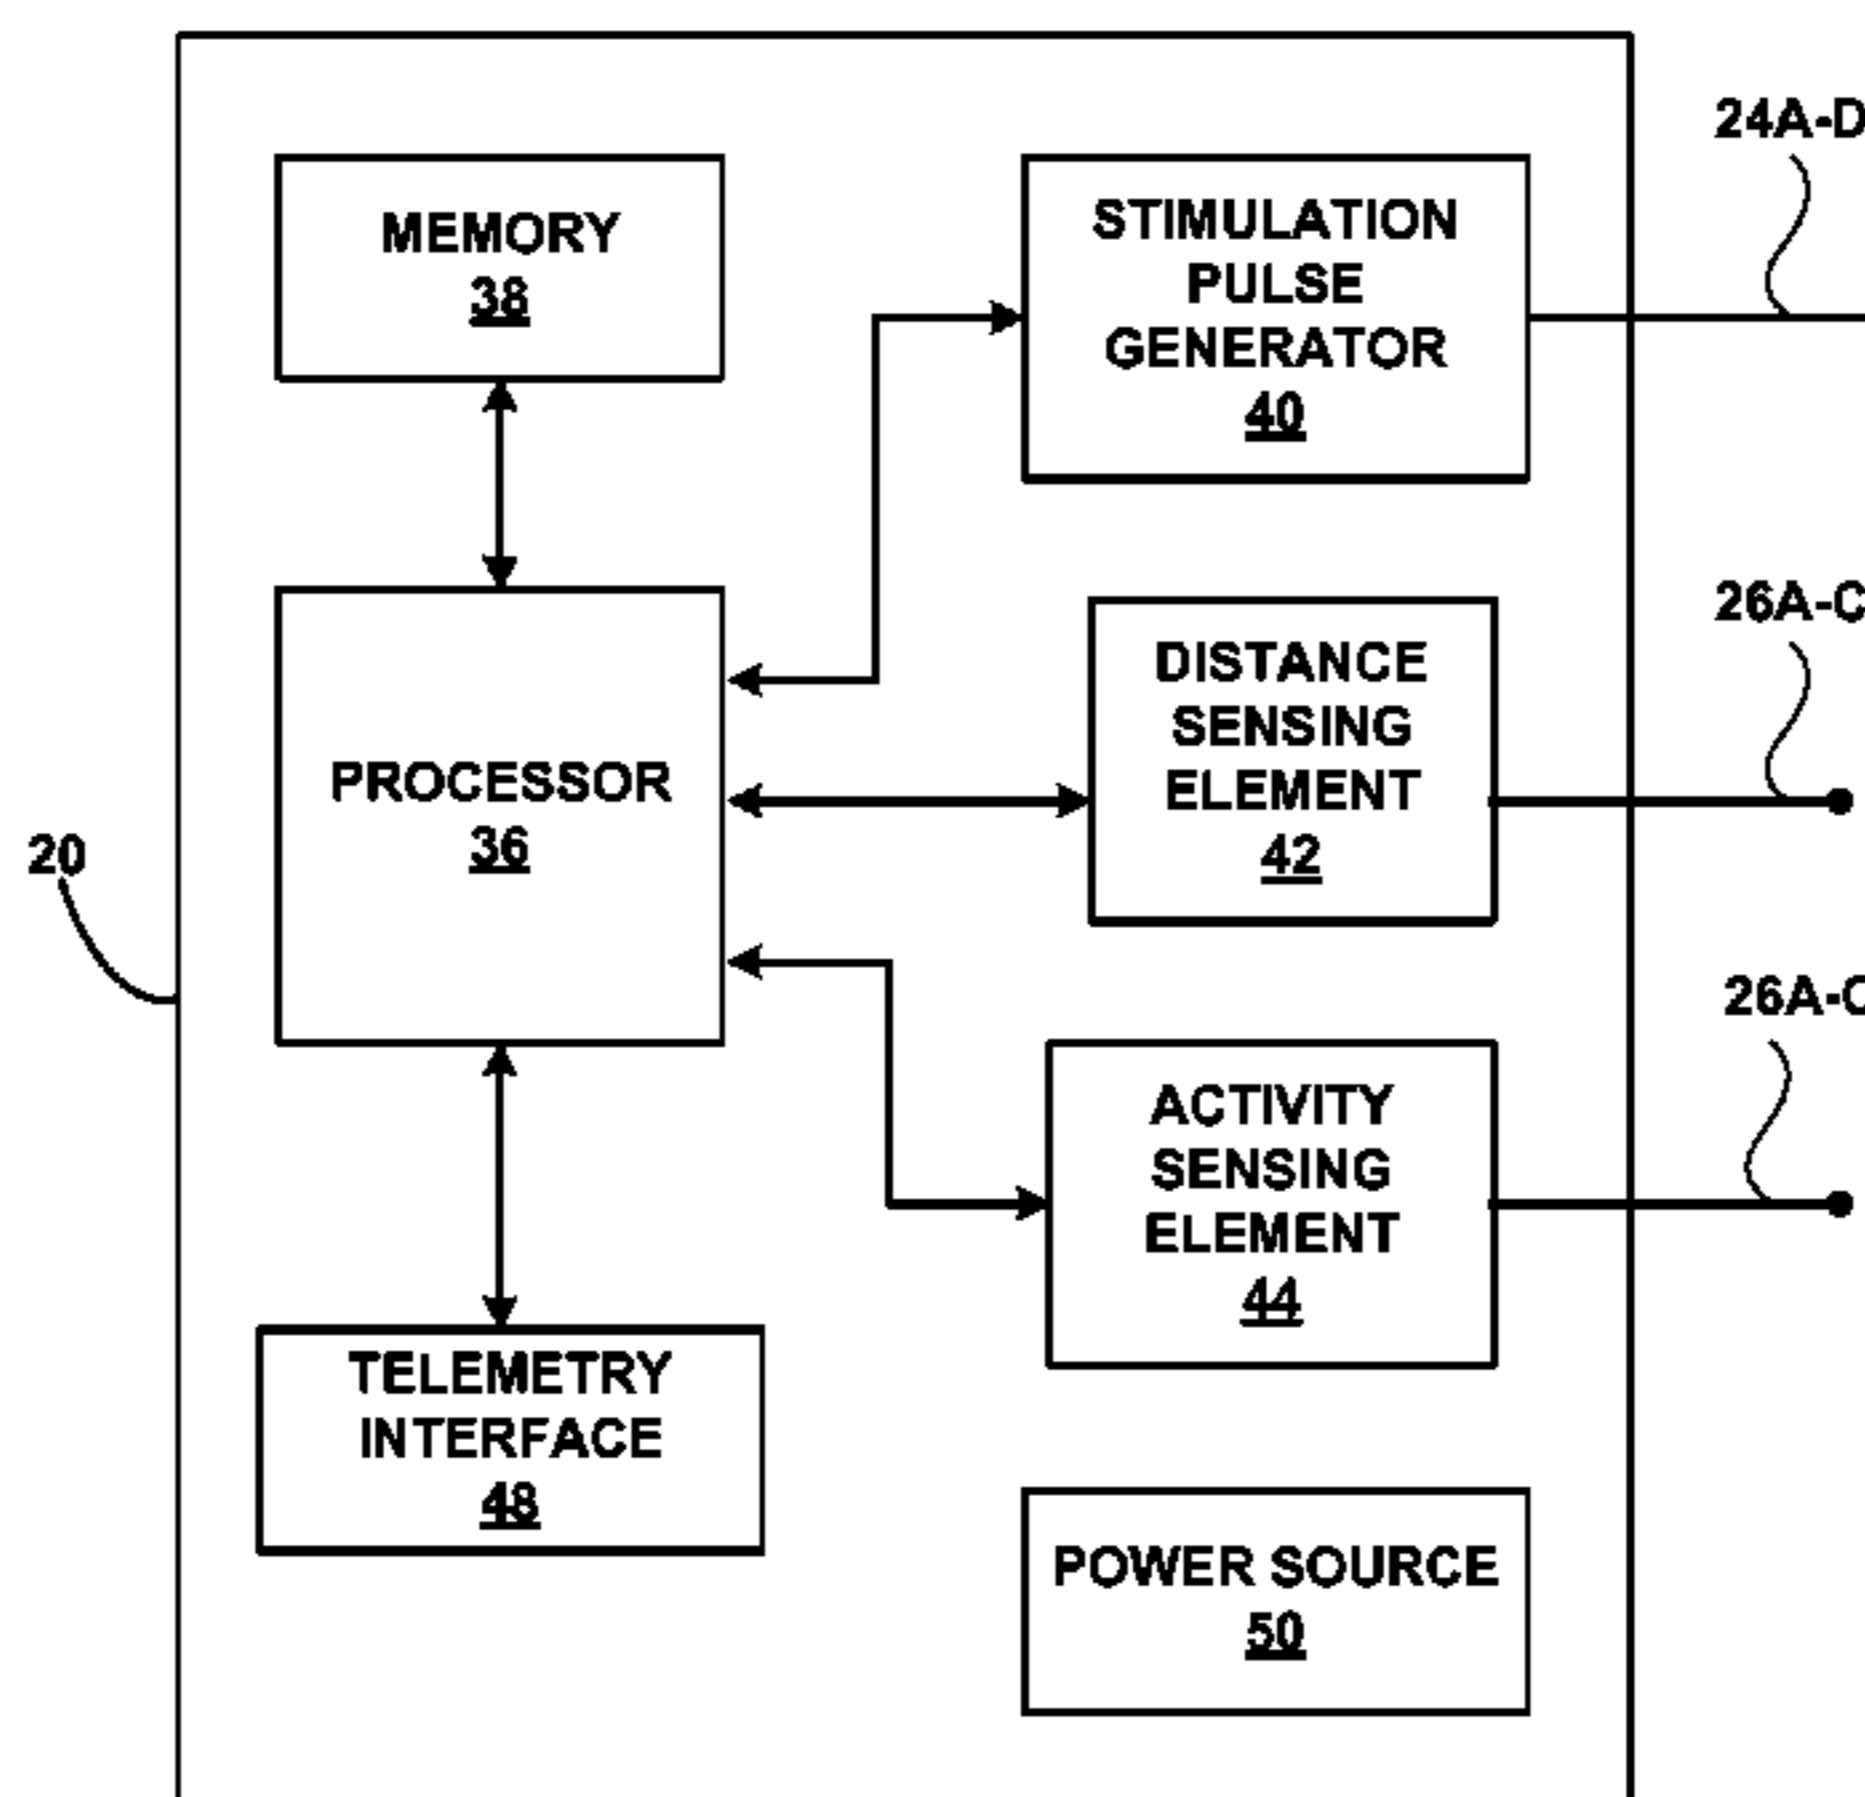 24A-D
MEMORY
38
STIMULATION
PULSE
GENERATOR
40
26A-C
DISTANCE
SENSING
ELEMENT
42
PROCESSOR
36
20
26A-C
ACTIVITY
SENSING
ELEMENT
44
TELEMETRY
INTERFACE
48
POWER SOURCE
50